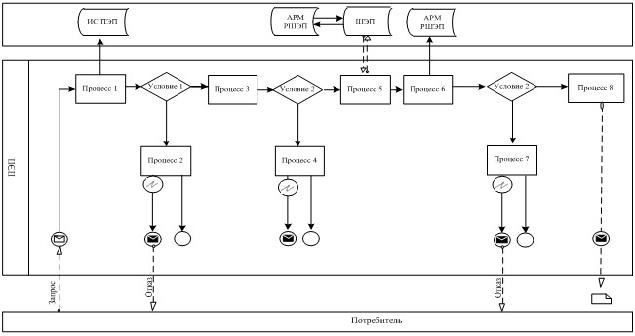 ИС ПЭП
АРМ
РШЭП
ШЭП
АРМ
РШЭП
ПЭП
Процесс 1
Условие 1
Процесс 3
Условие 2
Процесс 5
Процесс 6
Условие 2
Процесс 8
Процесс 2
Процесс 4
Процесс 7
Запрос
Отказ
Отказ
Потребитель